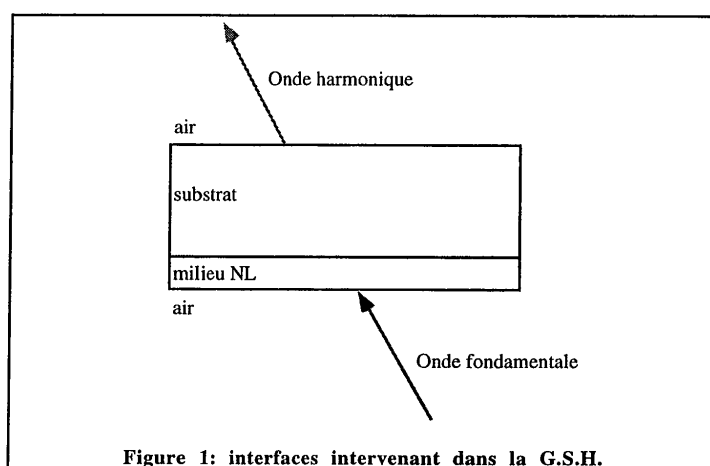 Onde harmonique
air
substrat
milieu NL
air
Onde fondamentale
Figure 1: interfaces intervenant dans la G.S.H.